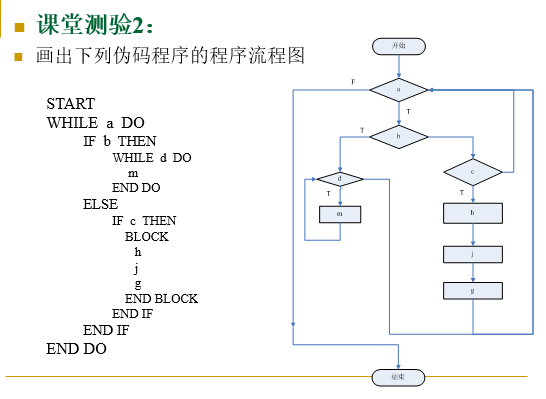 课堂测验2：
画出下列伪码程序的程序流程图
START
WHILE a DO
IF b THEN
WHILE d DO
m
END DO
ELSE
IF c THEN
BLOCK
h
j
g
END BLOCK
END IF
END IF
END DO
开始
F
a
T
T
b
d
c
T
T
m
h
j
g
结束